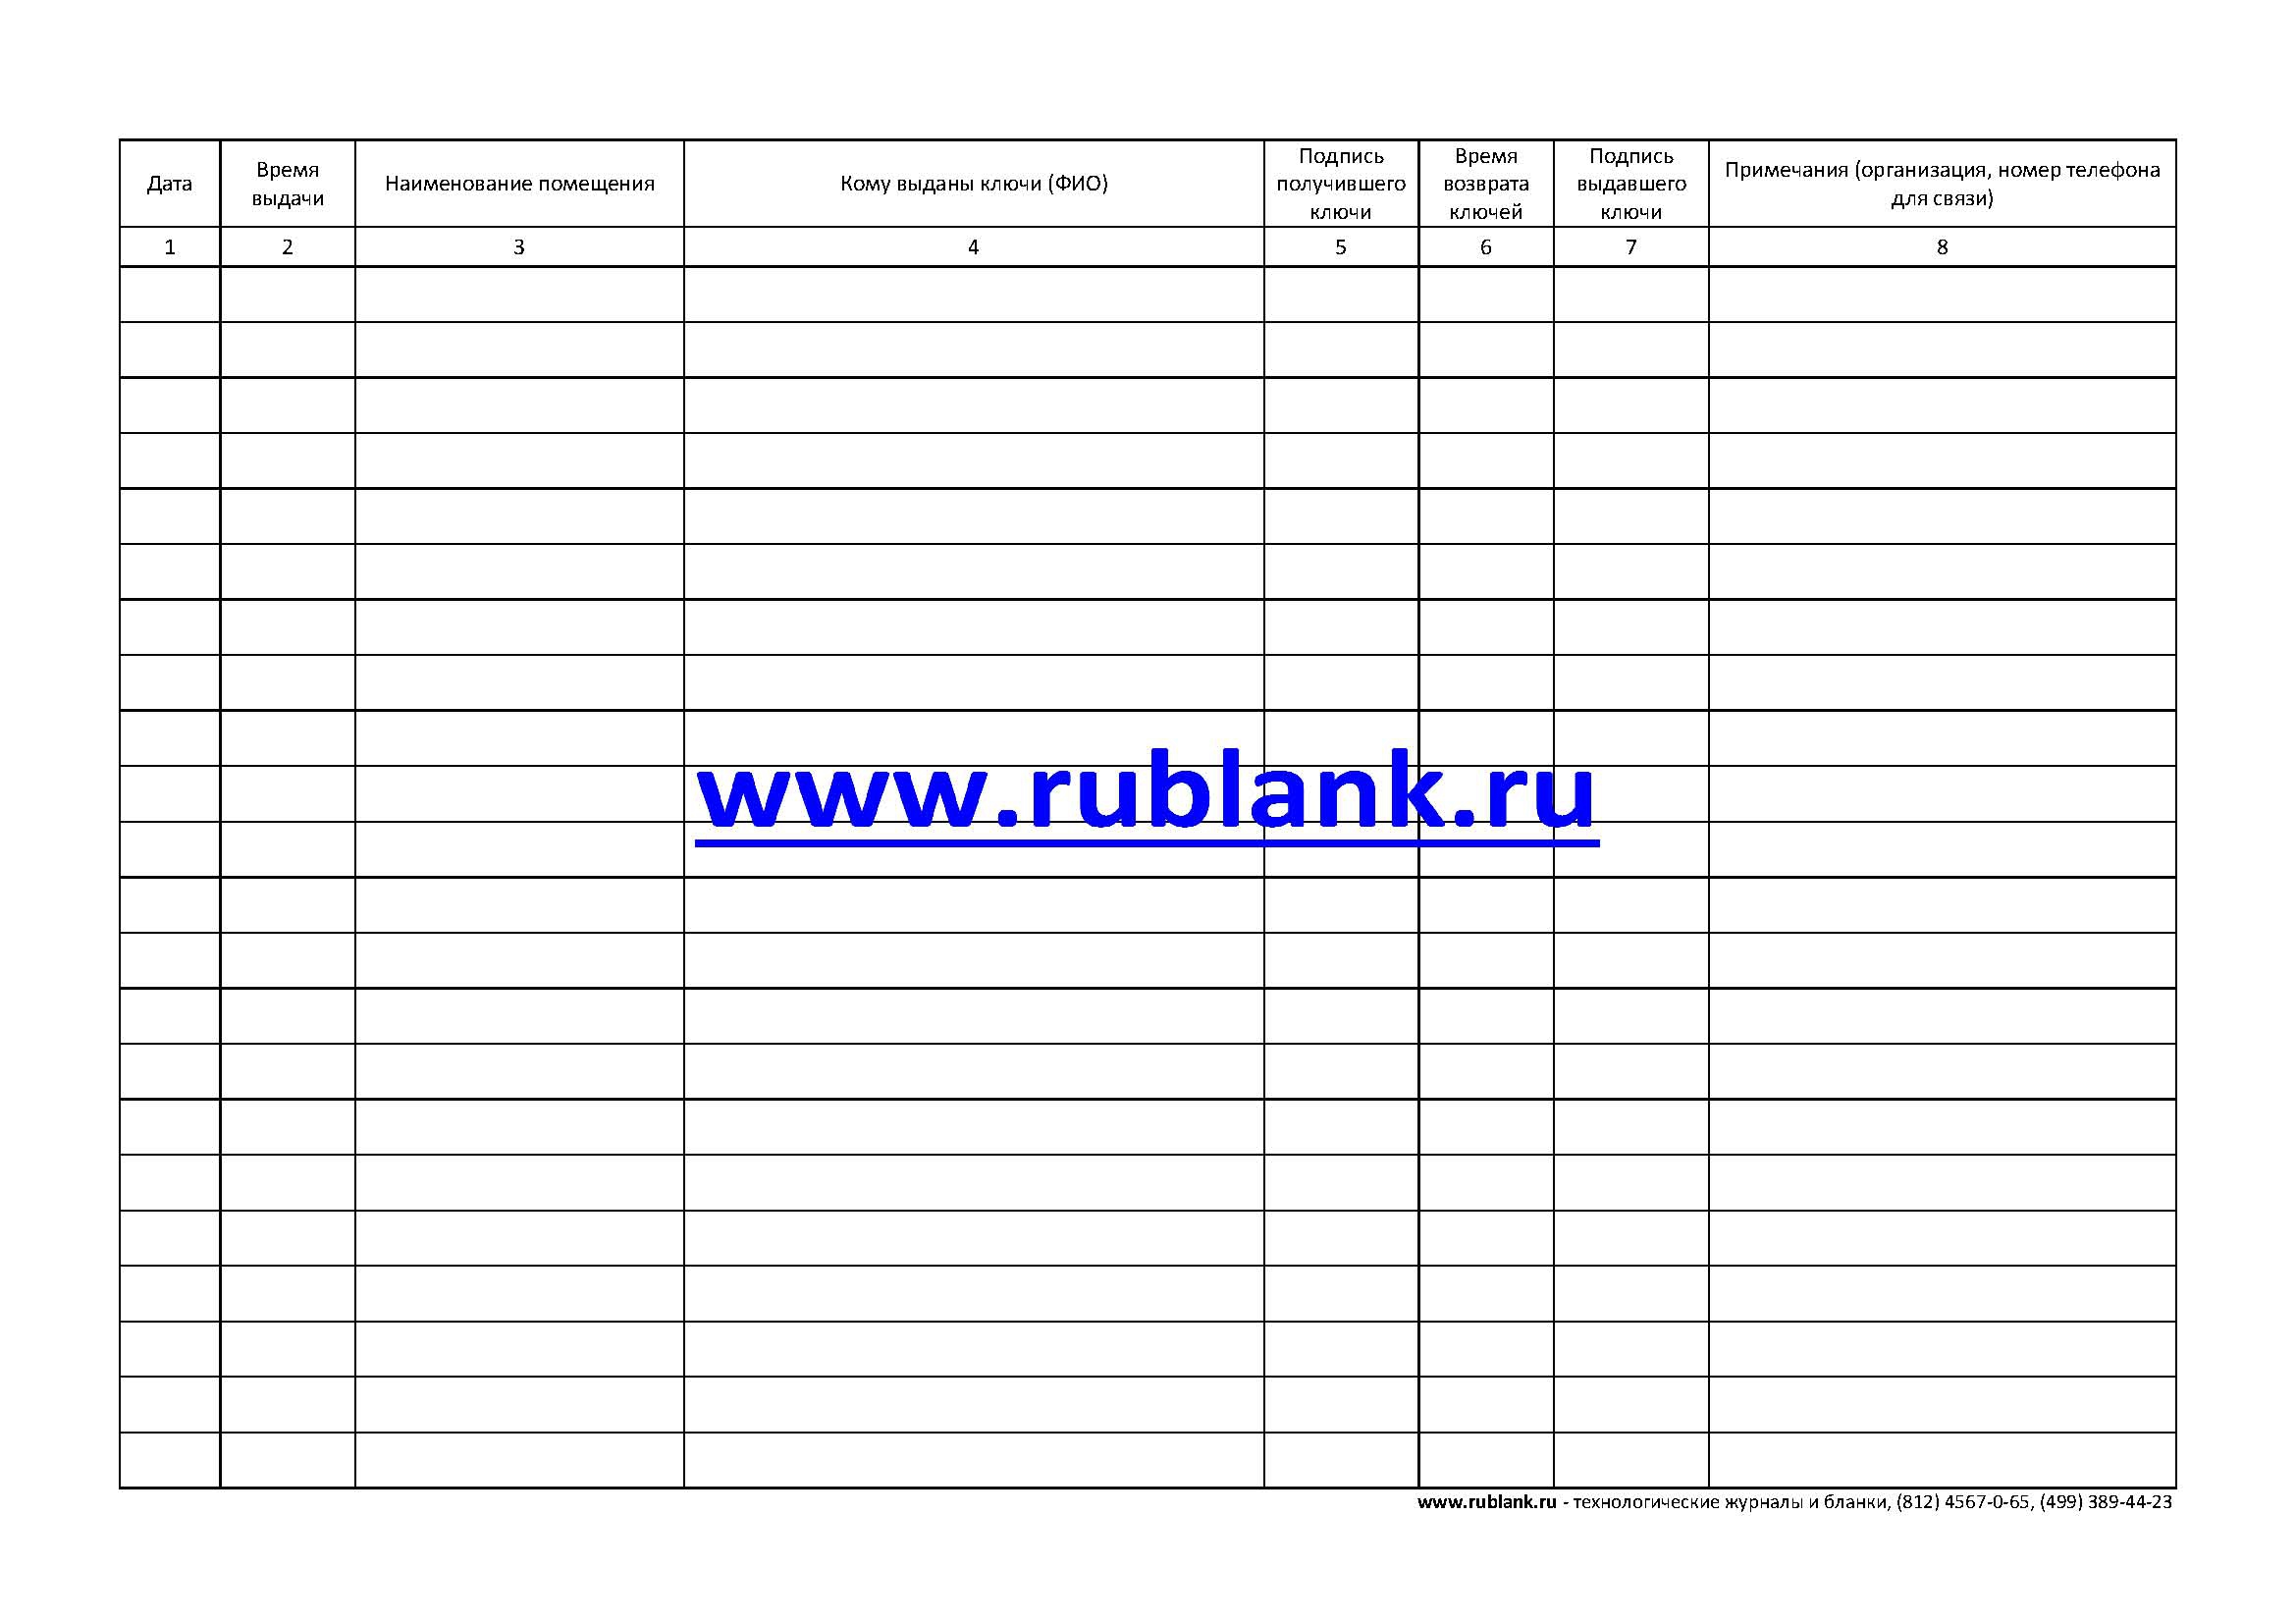 Дата
Время
выдачи
Наименование помещения
Кому выданы ключи (ФИО)
Подпись
получившего
ключи
Время
возврата
ключей
Подпись
выдавшего
ключи
Примечания (организация, номер телефона
для связи)
1 2 3 4 5 6 7 8
www.rublank.ru
www.rublank.ru - технологические журналы и бланки, (812) 4567-0-65, (499) 389-44-23